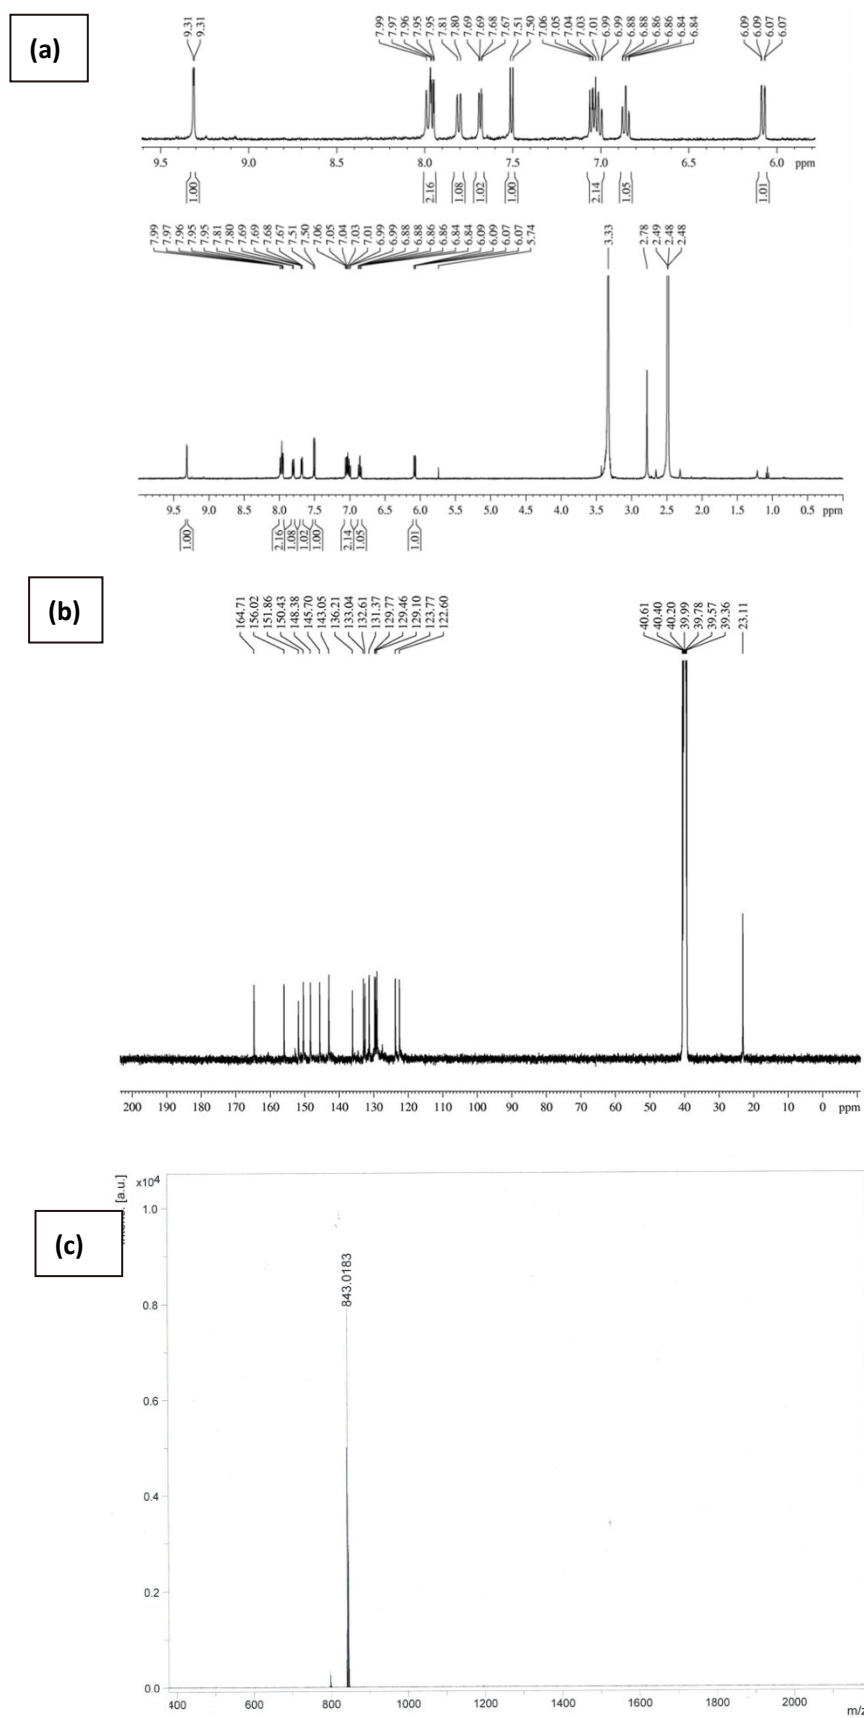 (a)
9.31 9.31 7.99 7.97 7.96 7.95 7.95 7.81 7.80 7.69 7.69 7.68 7.67 7.51 7.50 7.06 7.05 7.04 7.03 7.01 6.99 6.99 6.88 6.88 6.86 6.86 6.84 6.84 6.09 6.09 6.07 6.07
9.5 9.0 8.5 8.0 7.5 7.0 6.5 6.0 ppm
1.00 2.16 1.08 1.02 1.00 2.14 1.05 1.01
7.99 7.97 7.96 7.95 7.95 7.81 7.80 7.69 7.69 7.68 7.67 7.51 7.50 7.06 7.05 7.04 7.03 7.01 6.99 6.99 6.88 6.88 6.86 6.86 6.84 6.84 6.09 6.09 6.07 6.07 5.74 3.33 2.78 2.49 2.48 2.48
9.5 9.0 8.5 8.0 7.5 7.0 6.5 6.0 5.5 5.0 4.5 4.0 3.5 3.0 2.5 2.0 1.5 1.0 0.5 ppm
1.00 2.16 1.08 1.02 1.00 2.14 1.05 1.01
(b)
164.71 156.02 151.86 150.43 148.38 145.70 143.05 136.21 133.04 132.61 131.37 129.77 129.46 129.10 123.77 122.60 40.61 40.40 40.20 39.99 39.78 39.57 39.36 23.11
200 190 180 170 160 150 140 130 120 110 100 90 80 70 60 50 40 30 20 10 0 ppm
(c)
[a.u.]
x10⁴
1.0
843.0183
0.8
0.6
0.4
0.2
0.0
400 600 800 1000 1200 1400 1600 1800 2000
m/z